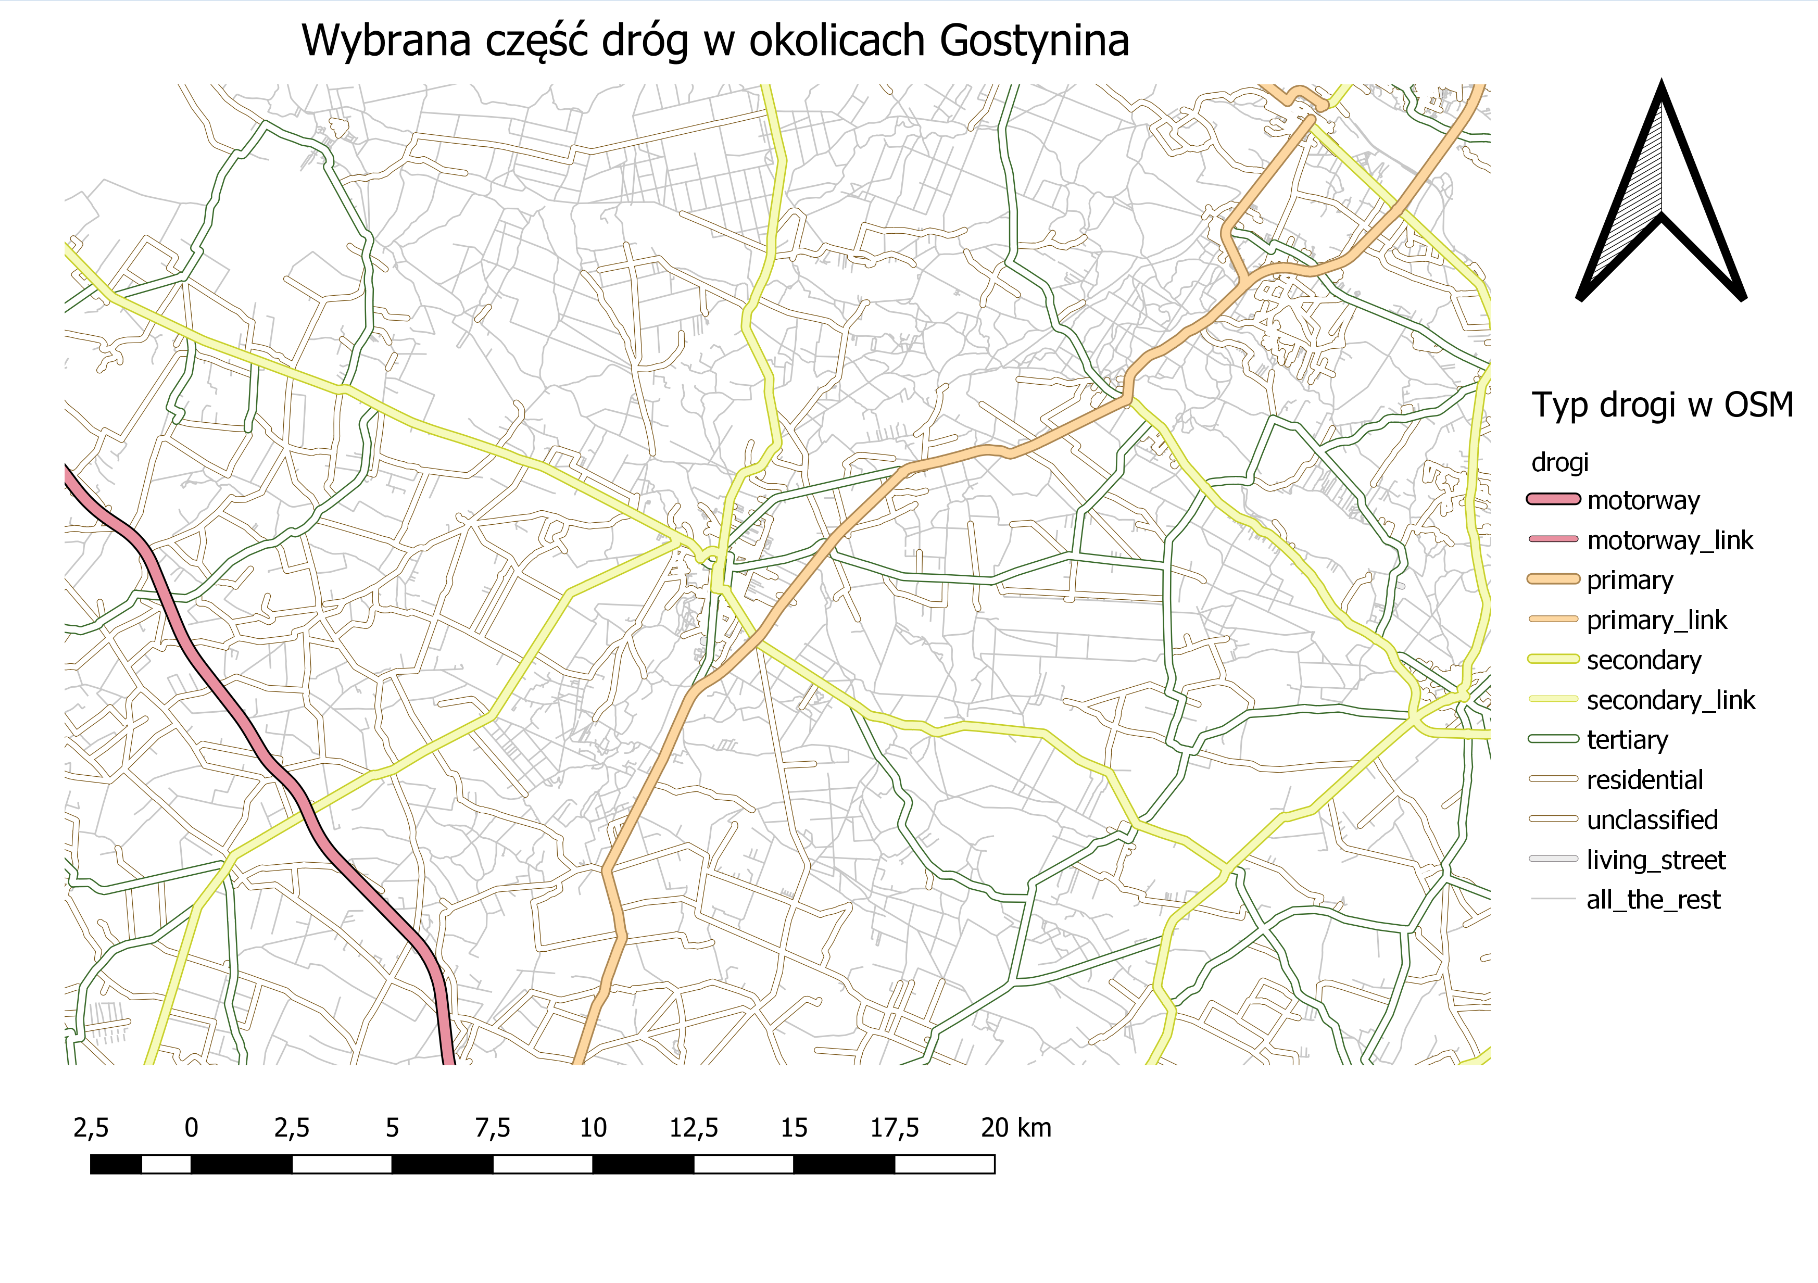 Wybrana część dróg w okolicach Gostynina
Typ drogi w OSM
drogi
motorway
motorway_link
primary
primary_link
secondary
secondary_link
tertiary
residential
unclassified
living_street
all_the_rest
2,5 0 2,5 5 7,5 10 12,5 15 17,5 20 km